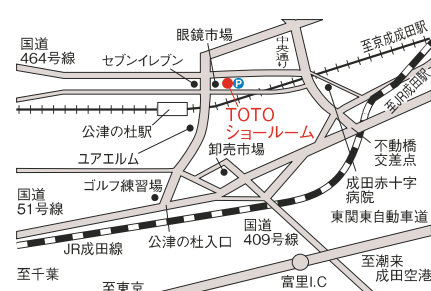 国道
464号線
眼鏡市場
セブンイレブン
中央通り
至京成成田駅
至JR成田駅
P
TOTO
ショールーム
公津の杜駅
ユアエルム
卸売市場
不動橋
交差点
ゴルフ練習場
成田赤十字
病院
国道
51号線
国道
409号線
東関東自動車道
JR成田線
公津の杜入口
至千葉
至東京
富里I.C
至潮来
成田空港